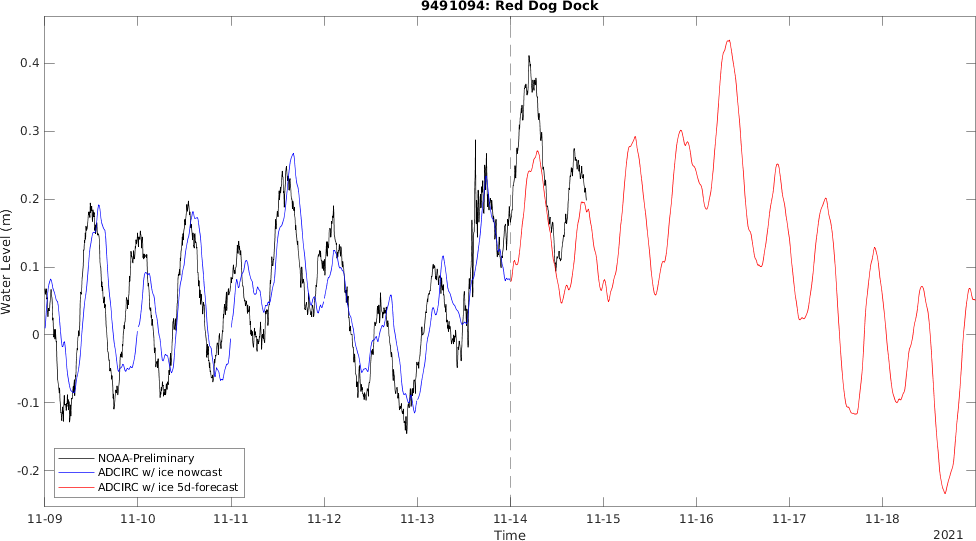 9491094: Red Dog Dock
Water Level (m)
0.4
0.3
0.2
0.1
0
-0.1
-0.2
NOAA-Preliminary
ADCIRC w/ ice nowcast
ADCIRC w/ ice 5d-forecast
11-09 11-10 11-11 11-12 11-13 11-14 11-15 11-16 11-17 11-18
Time
2021